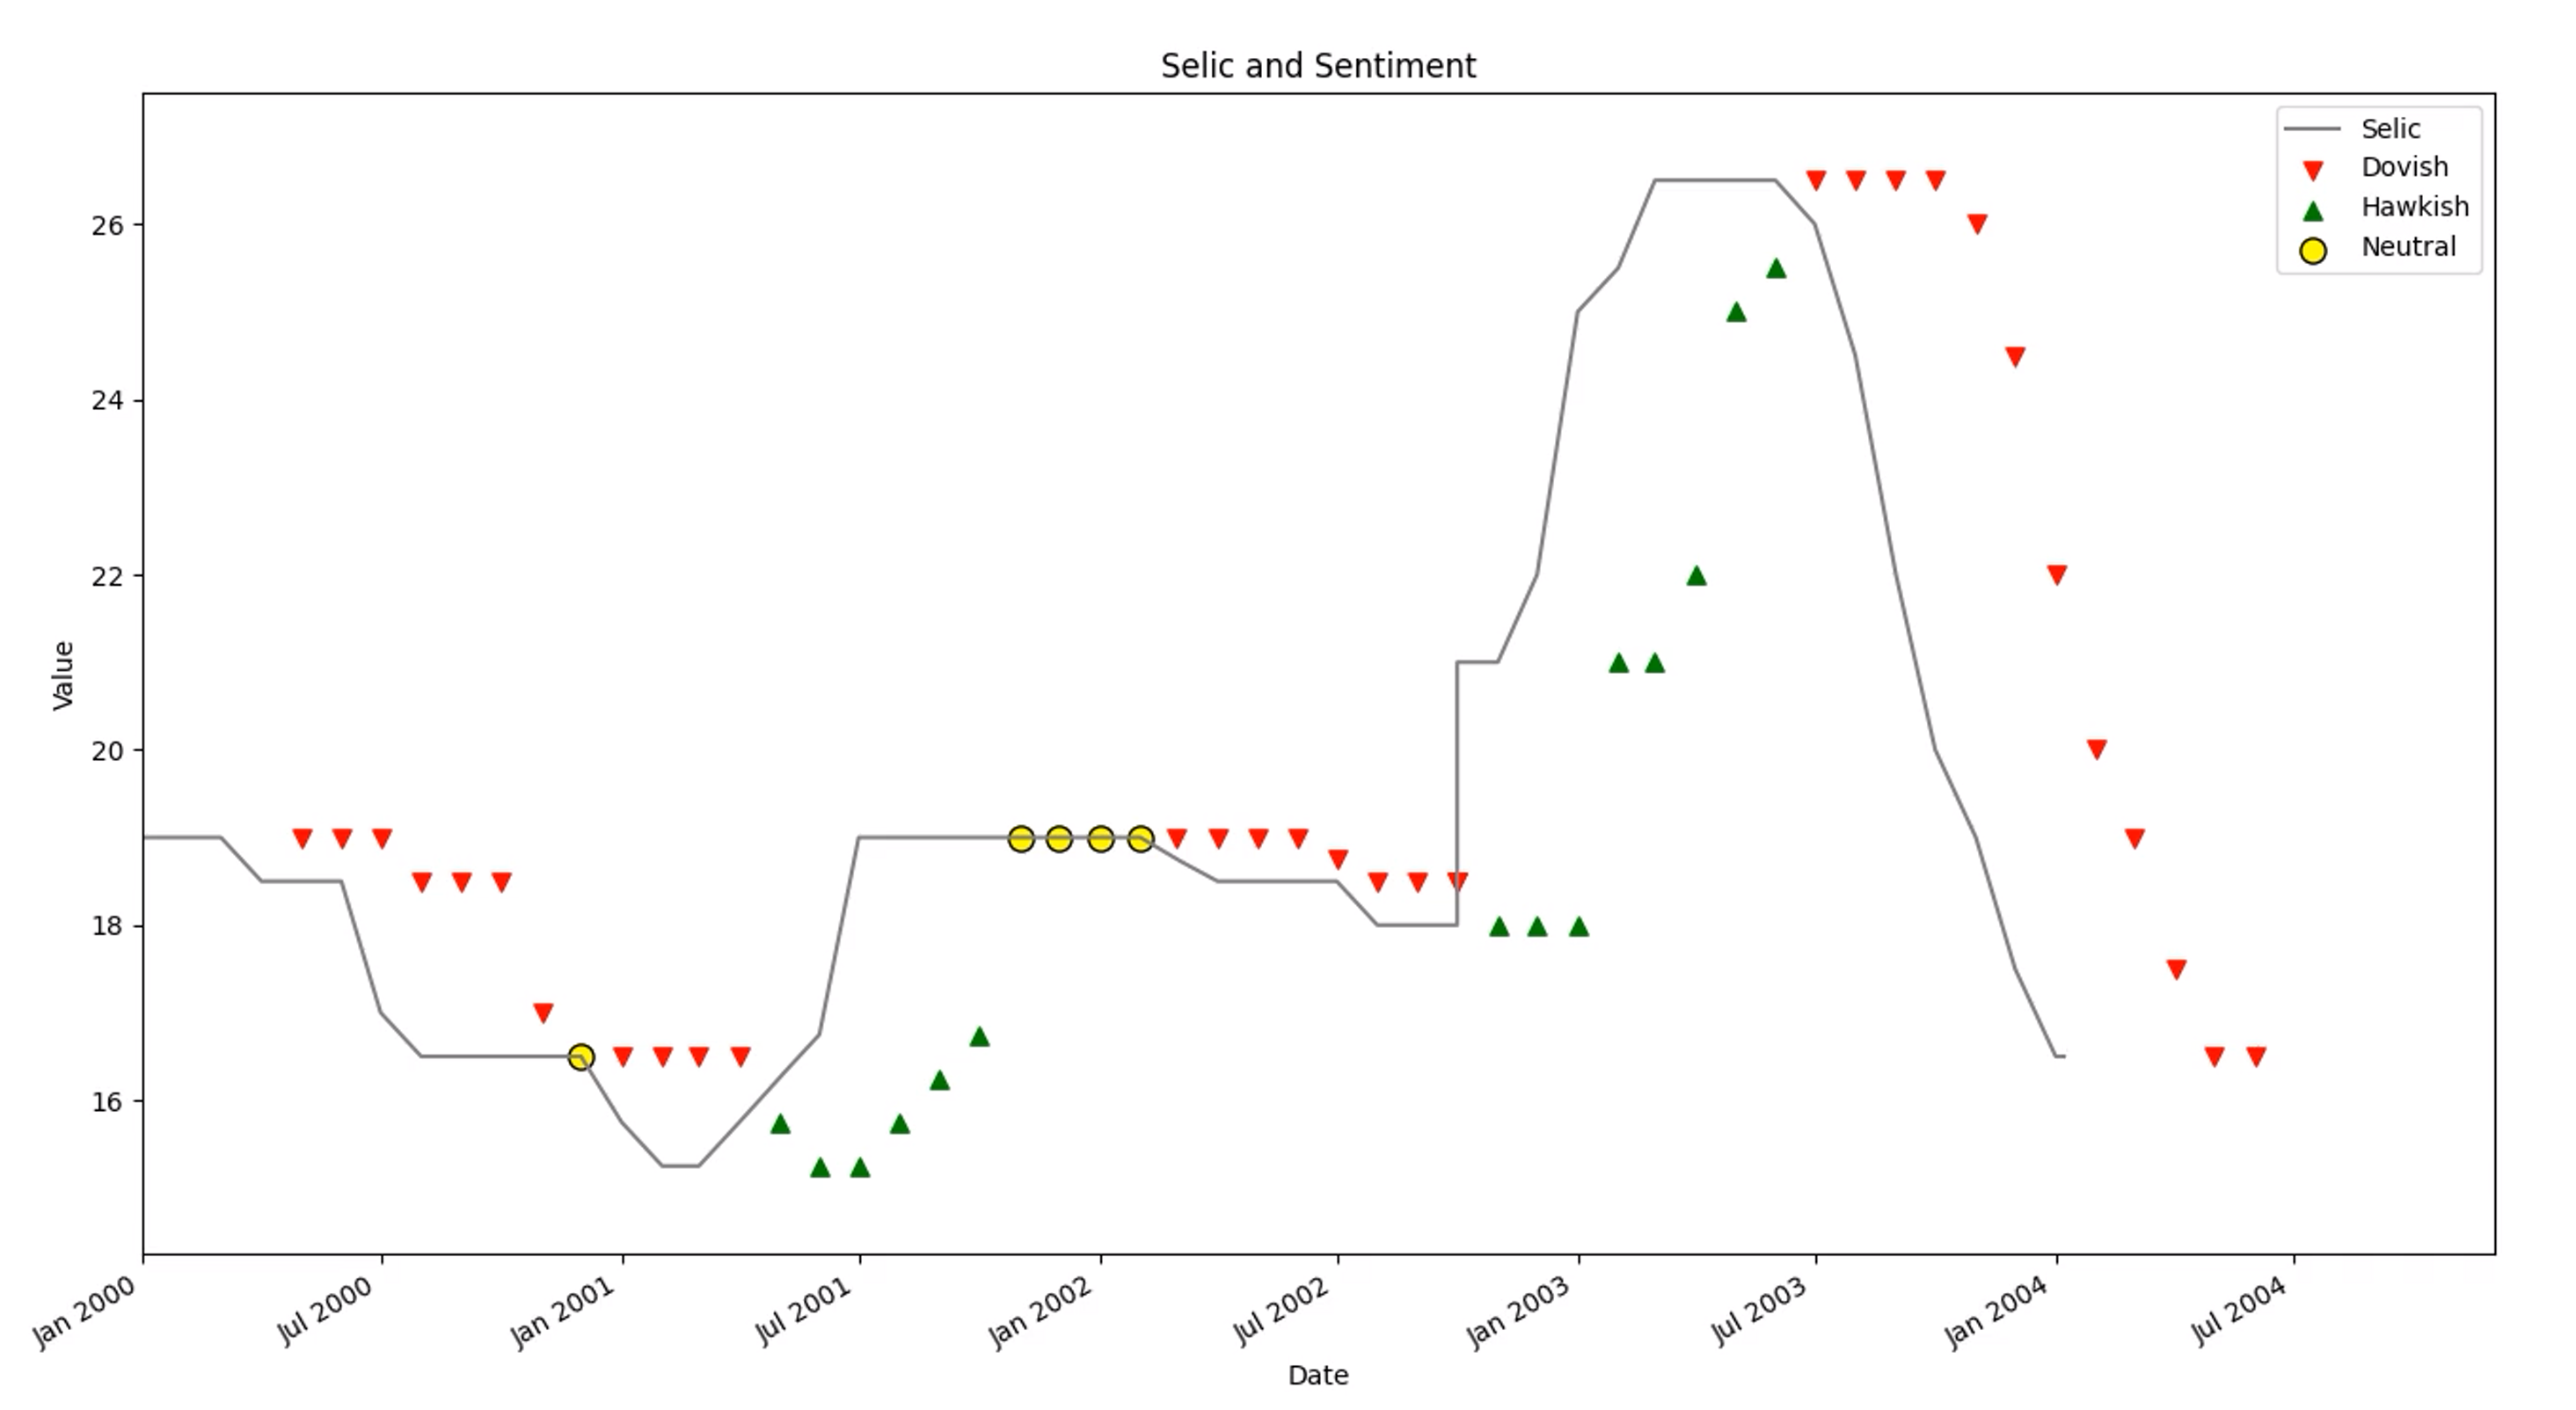 Selic and Sentiment
Selic
Dovish
Hawkish
Neutral
26
24
22
20
18
16
Value
Jan 2000
Jul 2000
Jan 2001
Jul 2001
Jan 2002
Jul 2002
Jan 2003
Jul 2003
Jan 2004
Jul 2004
Date